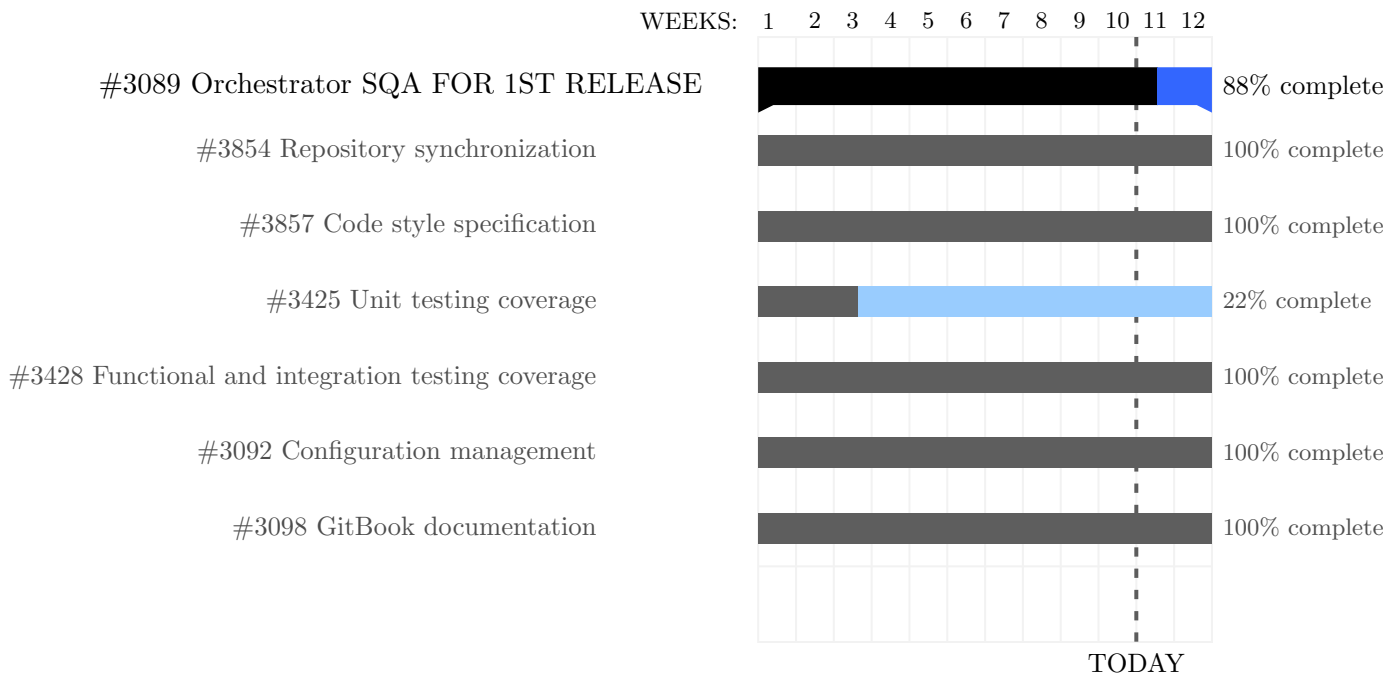 WEEKS: 1 2 3 4 5 6 7 8 9 10 11 12
#3089 Orchestrator SQA FOR 1ST RELEASE 88% complete
#3854 Repository synchronization 100% complete
#3857 Code style specification 100% complete
#3425 Unit testing coverage 22% complete
#3428 Functional and integration testing coverage 100% complete
#3092 Configuration management 100% complete
#3098 GitBook documentation 100% complete
TODAY